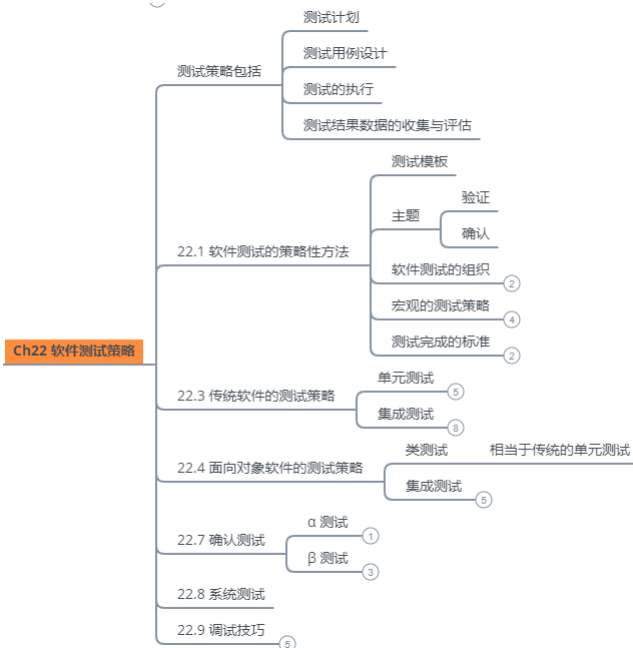 Ch22 软件测试策略
测试策略包括
测试计划
测试用例设计
测试的执行
测试结果数据的收集与评估
22.1 软件测试的策略性方法
测试模板
主题
验证
确认
软件测试的组织
2
宏观的测试策略
4
测试完成的标准
2
22.3 传统软件的测试策略
单元测试
5
集成测试
8
22.4 面向对象软件的测试策略
类测试
相当于传统的单元测试
集成测试
5
22.7 确认测试
α 测试
1
β 测试
3
22.8 系统测试
22.9 调试技巧
5